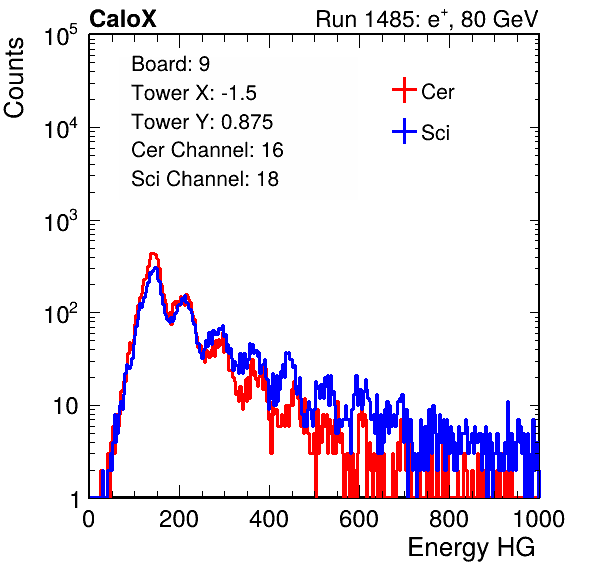 CaloX Run 1485: e⁺, 80 GeV
Counts
Board: 9
Tower X: -1.5
Tower Y: 0.875
Cer Channel: 16
Sci Channel: 18
Cer
Sci
10⁵
10⁴
10³
10²
10
1
0 200 400 600 800 1000
Energy HG